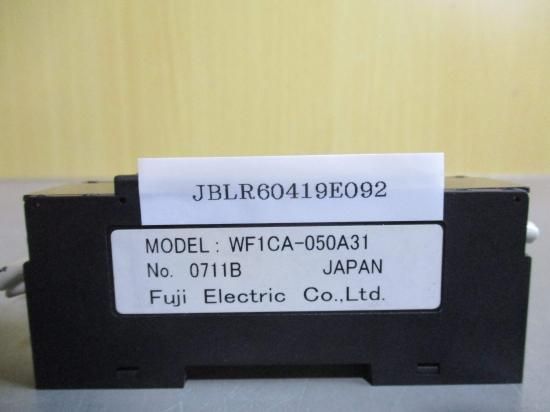 JBLR60419E092
MODEL: WF1CA-050A31
No. 0711B JAPAN
Fuji Electric Co.,Ltd.